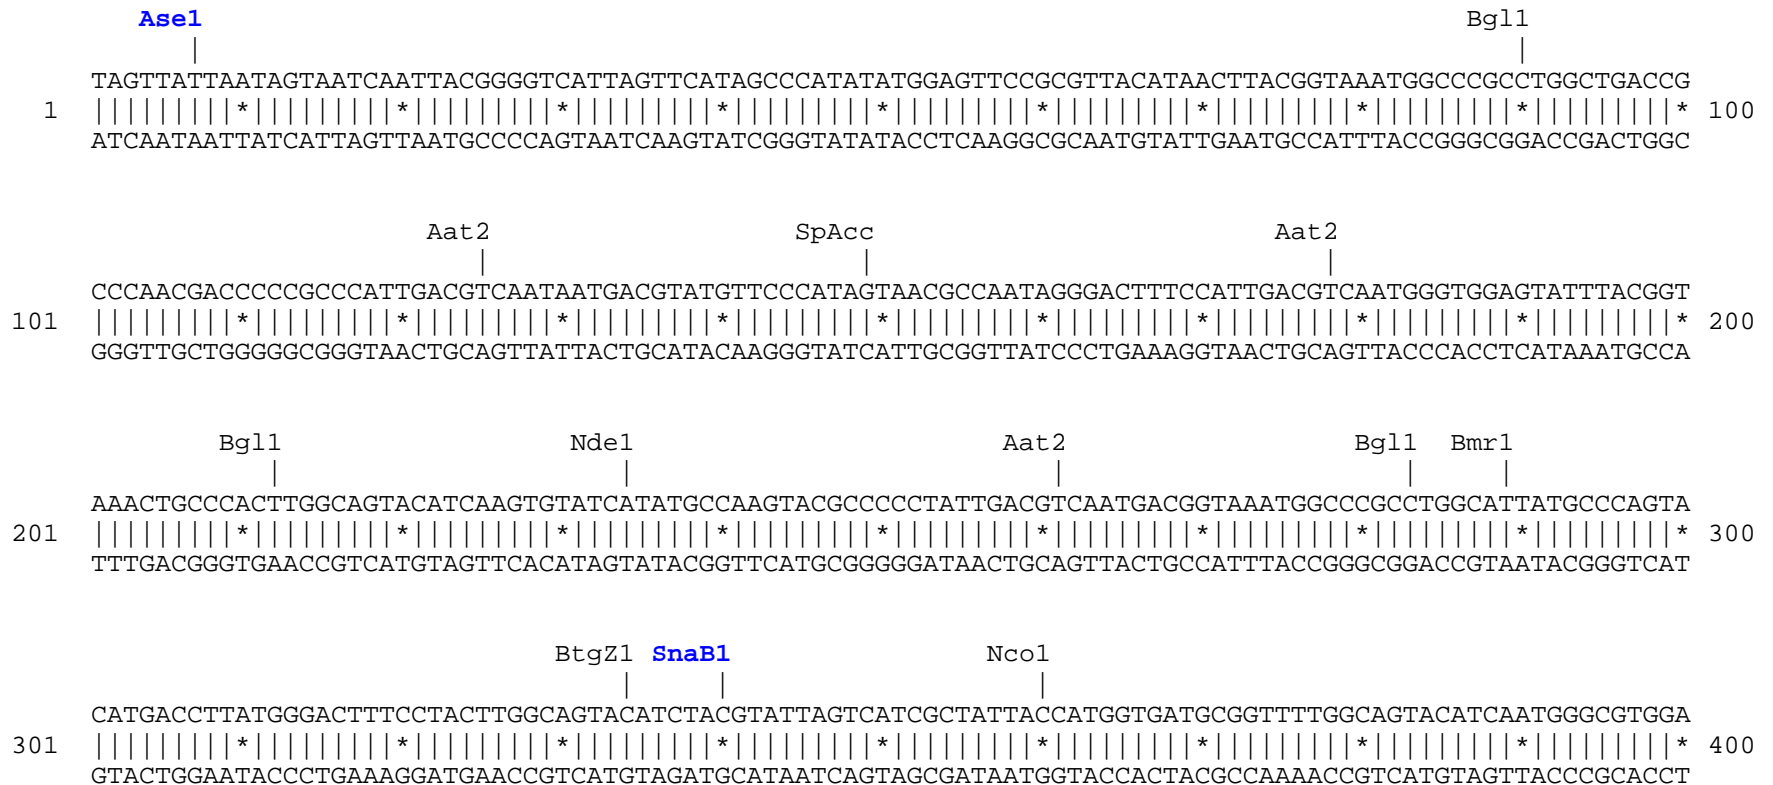 Ase1 Bgl1
TAGTTATTAATAGTAATCAATTACGGGGTCATTAGTTCATAGCCCATATATGGAGTTCCGCGTTACATAACTTACGGTAAATGGCCCGCCTGGCTGACCG
1 |||||||||*|||||||||*|||||||||*|||||||||*|||||||||*|||||||||*|||||||||*|||||||||*|||||||||*|||||||||* 100
ATCAATAATTATCATTAGTTAATGCCCCAGTAATCAAGTATCGGGTATATACCTCAAGGCGCAATGTATTGAATGCCATTTACCGGGCGGACCGACTGGC
Aat2 SpAcc Aat2
CCCAACGACCCCCGCCCATTGACGTCAATAATGACGTATGTTCCCATAGTAACGCCAATAGGGACTTTCCATTGACGTCAATGGGTGGAGTATTTACGGT
101 |||||||||*|||||||||*|||||||||*|||||||||*|||||||||*|||||||||*|||||||||*|||||||||*|||||||||*|||||||||* 200
GGGTTGCTGGGGGCGGGTAACTGCAGTTATTACTGCATACAAGGGTATCATTGCGGTTATCCCTGAAAGGTAACTGCAGTTACCCACCTCATAAATGCCA
Bgl1 Nde1 Aat2 Bgl1 Bmr1
AAACTGCCCACTTGGCAGTACATCAAGTGTATCATATGCCAAGTACGCCCCCTATTGACGTCAATGACGGTAAATGGCCCGCCTGGCATTATGCCCAGTA
201 |||||||||*|||||||||*|||||||||*|||||||||*|||||||||*|||||||||*|||||||||*|||||||||*|||||||||*|||||||||* 300
TTTGACGGGTGAACCGTCATGTAGTTCACATAGTATACGGTTCATGCGGGGGATAACTGCAGTTACTGCCATTTACCGGGCGGACCGTAATACGGGTCAT
BtgZ1 SnaB1 Nco1
CATGACCTTATGGGACTTTCCTACTTGGCAGTACATCTACGTATTAGTCATCGCTATTACCATGGTGATGCGGTTTTGGCAGTACATCAATGGGCGTGGA
301 |||||||||*|||||||||*|||||||||*|||||||||*|||||||||*|||||||||*|||||||||*|||||||||*|||||||||*|||||||||* 400
GTACTGGAATACCCTGAAAGGATGAACCGTCATGTAGATGCATAATCAGTAGCGATAATGGTACCACTACGCCAAAACCGTCATGTAGTTACCCGCACCT